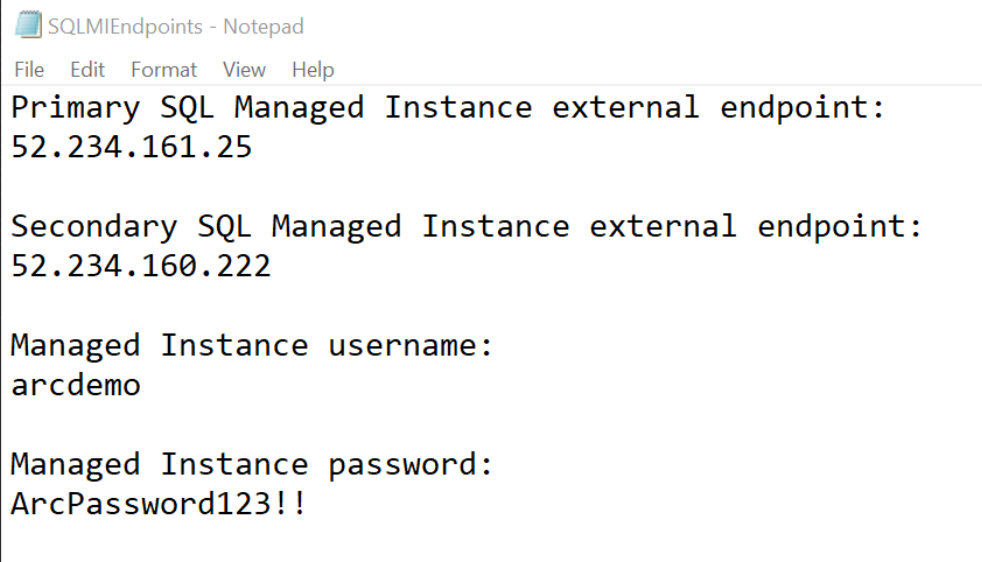 SQLMIEndpoints - Notepad
File Edit Format View Help
Primary SQL Managed Instance external endpoint:
52.234.161.25
Secondary SQL Managed Instance external endpoint:
52.234.160.222
Managed Instance username:
arcdemo
Managed Instance password:
ArcPassword123!!